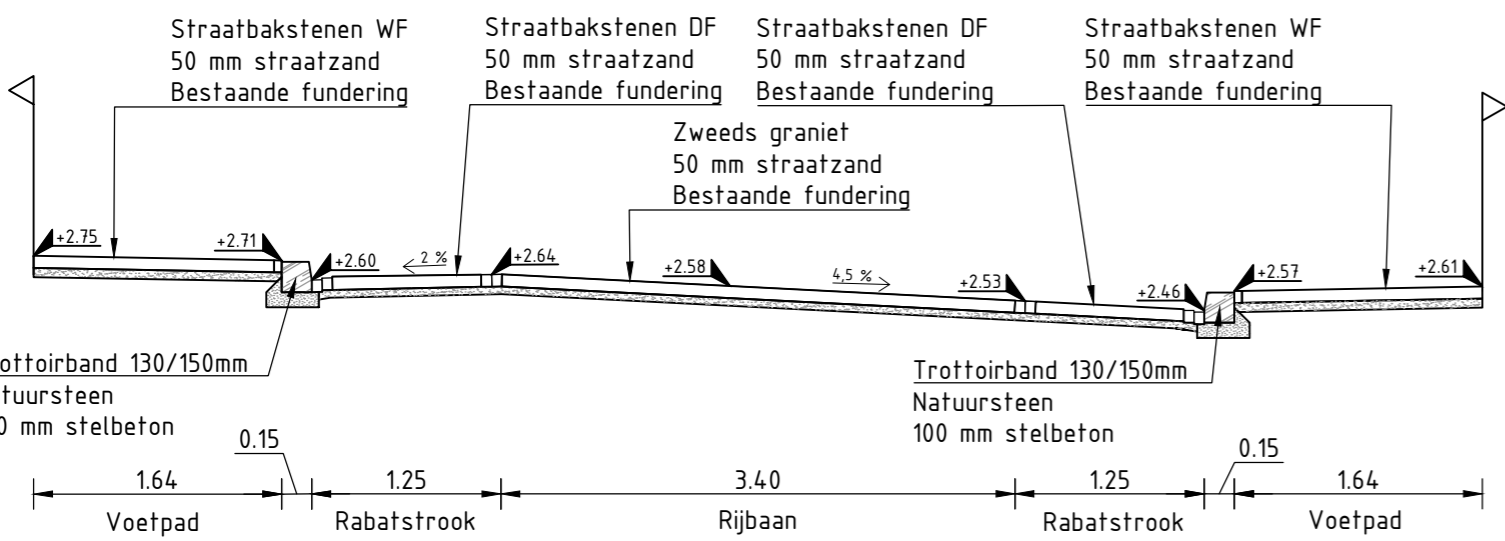 Straatbakstenen WF
50 mm straatzand
Bestaande fundering
Straatbakstenen DF
50 mm straatzand
Bestaande fundering
Straatbakstenen DF
50 mm straatzand
Bestaande fundering
Straatbakstenen WF
50 mm straatzand
Bestaande fundering
Zweeds graniet
50 mm straatzand
Bestaande fundering
+2.75
+2.71
+2.60
2 %
+2.64
+2.58
4,5 %
+2.53
+2.46
+2.57
+2.61
ottoirband 130/150mm
tuursteen
0 mm stelbeton
Trottoirband 130/150mm
Natuursteen
100 mm stelbeton
0.15
0.15
1.64
1.25
3.40
1.25
1.64
Voetpad
Rabatstrook
Rijbaan
Rabatstrook
Voetpad